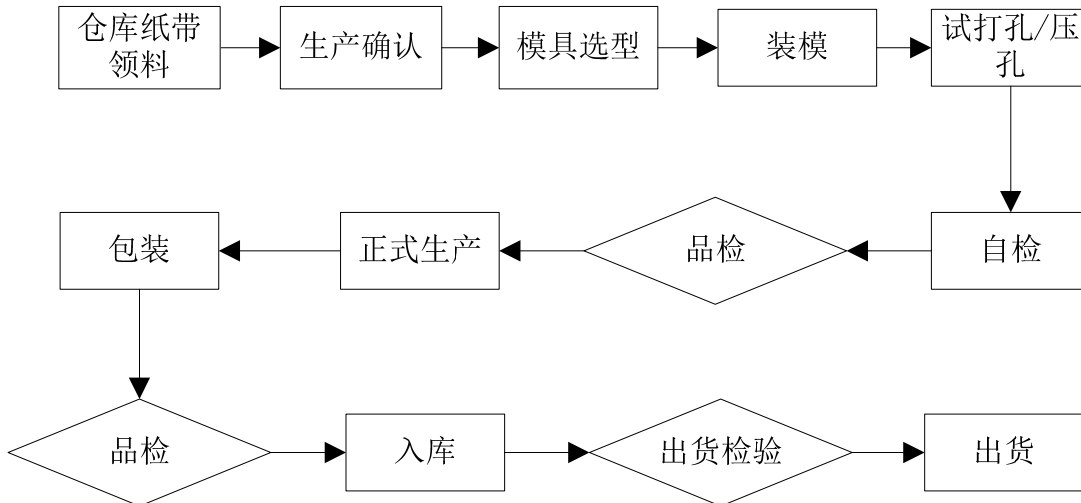 仓库纸带
领料
生产确认
模具选型
装模
试打孔/压
孔
自检
品检
正式生产
包装
品检
入库
出货检验
出货